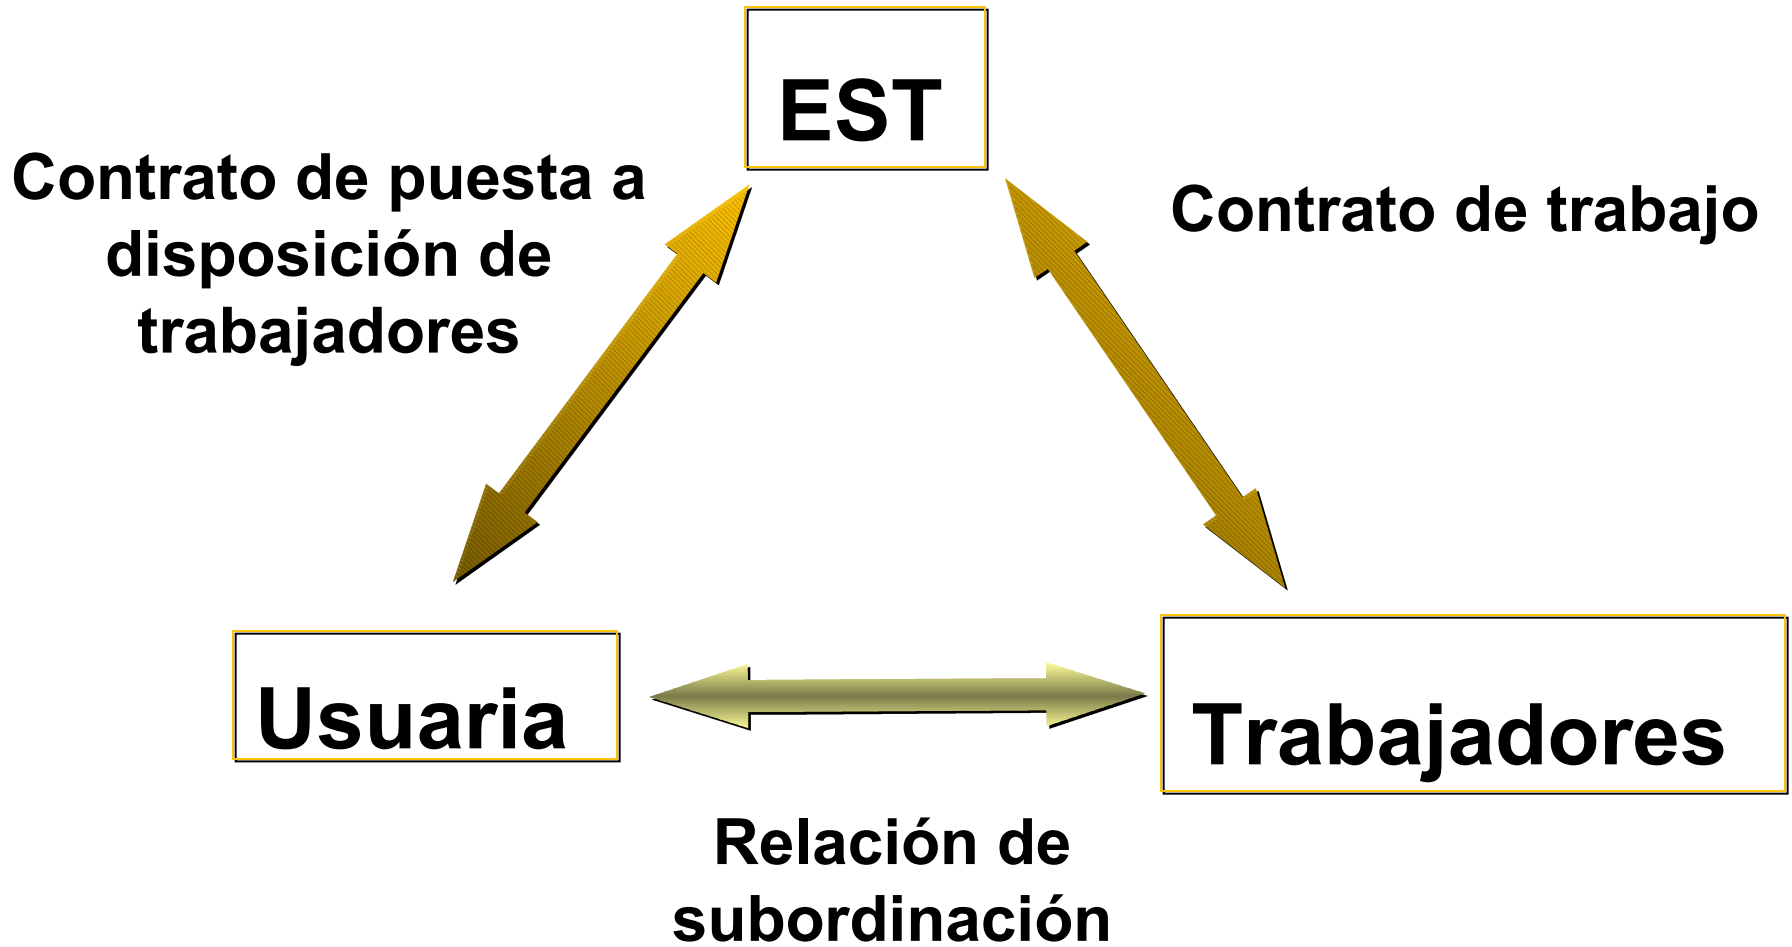 EST
Contrato de puesta a
disposición de
trabajadores
Contrato de trabajo
Usuaria
Trabajadores
Relación de
subordinación